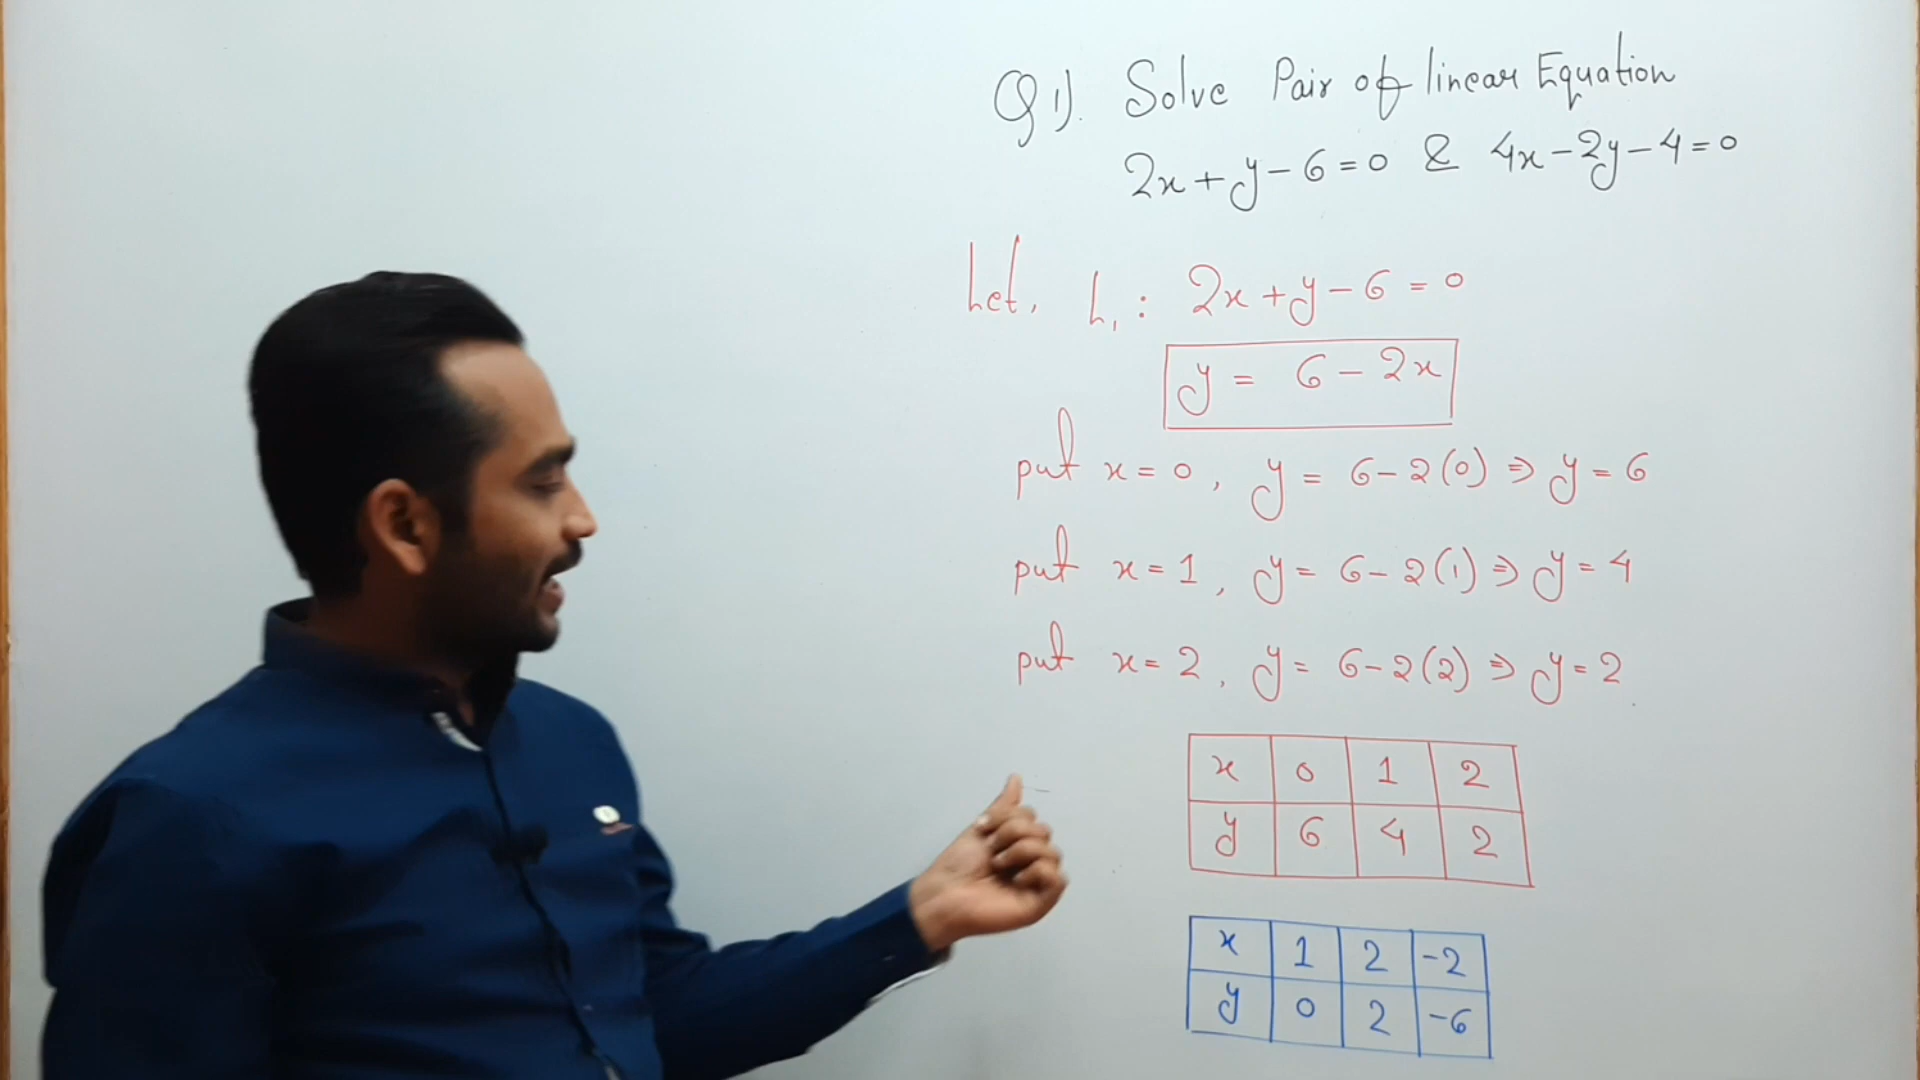 Q1). Solve Pair of linear Equation
2x+y-6=0 & 4x-2y-4=0
Let, L₁: 2x+y-6=0
y = 6-2x
put x=0, y=6-2(0) ⇒ y=6
put x=1, y=6-2(1) ⇒ y=4
put x=2, y=6-2(2) ⇒ y=2
x 0 1 2
y 6 4 2
x 1 2 -2
y 0 2 -6